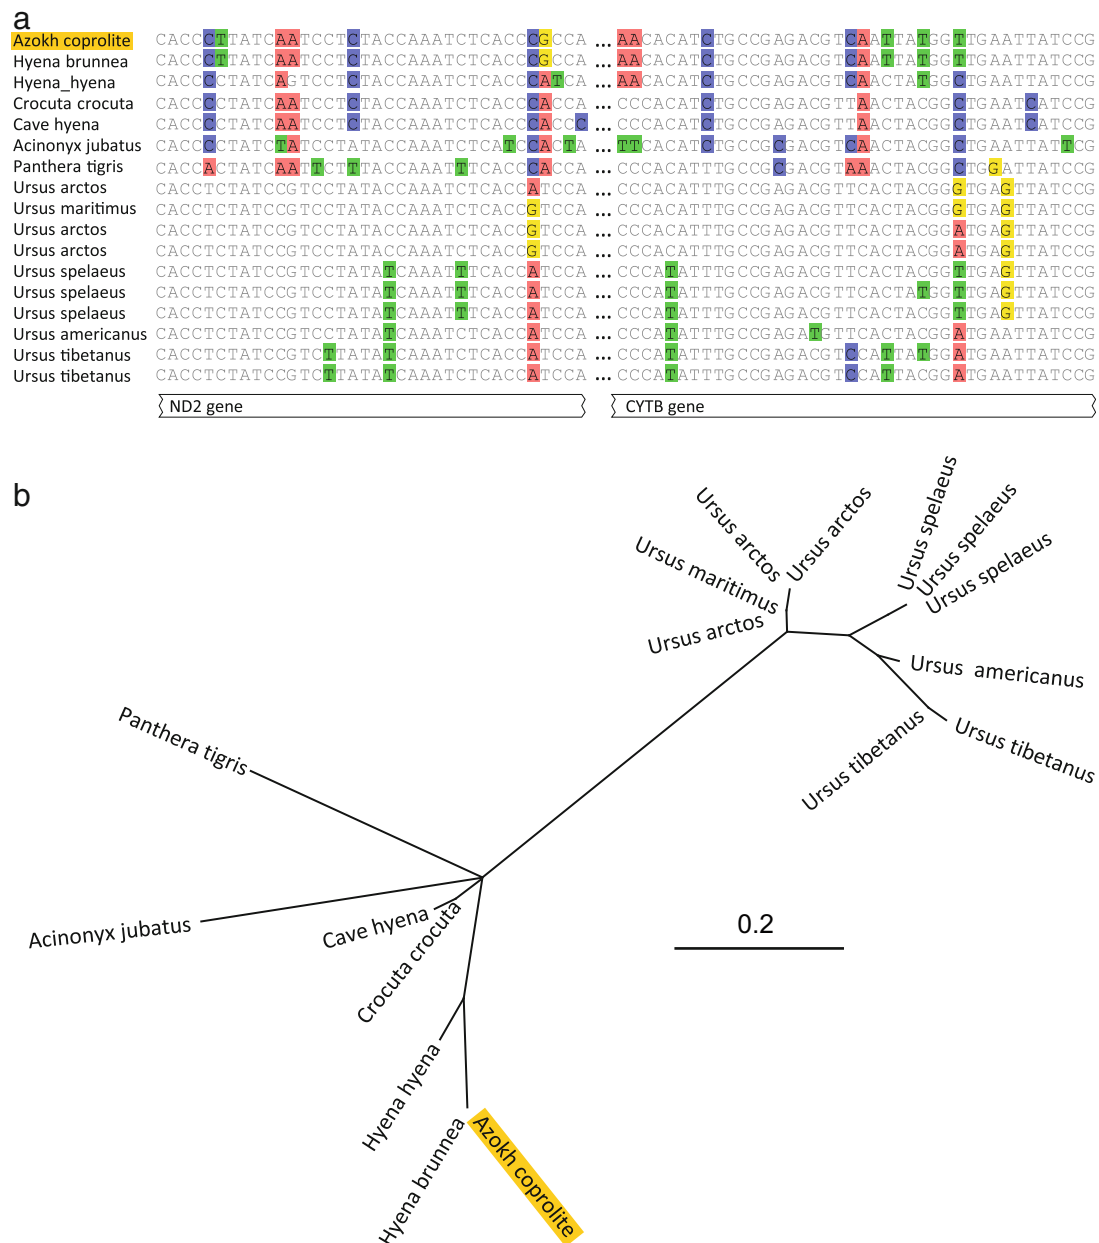 a
Azokh coprolite CACCCTTATCAATCCTCTACCAAATCTCACCCGCCA ... AACACATCTGCCGAGACGTCAATTATGGTTGAATTATCCG
Hyena brunnea CACCCTTATCAATCCTCTACCAAATCTCACCCGCCA ... AACACATCTGCCGAGACGTCAATTATGGTTGAATTATCCG
Hyena_hyena CACCCCTATCAGTCCTCTACCAAATCTCACCCATCA ... AACACATCTGCCGAGACGTCAACTATGGCTGAATTATCCG
Crocuta crocuta CACCCCTATCAATCCTCTACCAAATCTCACCCACCA ... CCCACATCTGCCGAGACGTTAACTACGGCTGAATCATCCG
Cave hyena CACCCCTATCAATCCTCTACCAAATCTCACCCACCC ... CCCACATCTGCCGAGACGTTAACTACGGCTGAATCATCCG
Acinonyx jubatus CACCCCTATCTATCCTATACCAAATCTCATCCACTA ... TTCACATCTGCCGCGACGTCAACTACGGCTGAATTATTCG
Panthera tigris CACCACTATCAATTCTTTACCAAATTTCACCCACCA ... CCCACATTTGCCGCGACGTAAACTACGGCTGGATTATCCG
Ursus arctos CACCTCTATCCGTCCTATACCAAATCTCACCATCCA ... CCCACATTTGCCGAGACGTTCACTACGGGTGAGTTATCCG
Ursus maritimus CACCTCTATCCGTCCTATACCAAATCTCACCGTCCA ... CCCACATTTGCCGAGACGTTCACTACGGGTGAGTTATCCG
Ursus arctos CACCTCTATCCGTCCTATACCAAATCTCACCGTCCA ... CCCACATTTGCCGAGACGTTCACTACGGATGAGTTATCCG
Ursus arctos CACCTCTATCCGTCCTATACCAAATCTCACCGTCCA ... CCCACATTTGCCGAGACGTTCACTACGGATGAGTTATCCG
Ursus spelaeus CACCTCTATCCGTCCTATATCAAATTTCACCATCCA ... CCCATATTTGCCGAGACGTTCACTACGGTTGAGTTATCCG
Ursus spelaeus CACCTCTATCCGTCCTATATCAAATTTCACCATCCA ... CCCATATTTGCCGAGACGTTCACTATGGTTGAGTTATCCG
Ursus spelaeus CACCTCTATCCGTCCTATATCAAATTTCACCATCCA ... CCCATATTTGCCGAGACGTTCACTACGGTTGAGTTATCCG
Ursus americanus CACCTCTATCCGTCCTATATCAAATCTCACCATCCA ... CCCATATTTGCCGAGATGTTCACTACGGATGAATTATCCG
Ursus tibetanus CACCTCTATCCGTCTTATATCAAATCTCACCATCCA ... CCCATATTTGCCGAGACGTCCATTATGGATGAATTATCCG
Ursus tibetanus CACCTCTATCCGTCTTATATCAAATCTCACCATCCA ... CCCATATTTGCCGAGACGTCCATTACGGATGAATTATCCG
ND2 gene CYTB gene
b
Ursus arctos
Ursus arctos
Ursus spelaeus
Ursus spelaeus
Ursus spelaeus
Ursus maritimus
Ursus arctos
Ursus americanus
Ursus tibetanus
Ursus tibetanus
Panthera tigris
Acinonyx jubatus
Cave hyena
Crocuta crocuta
0.2
Hyena hyena
Hyena brunnea
Azokh coprolite